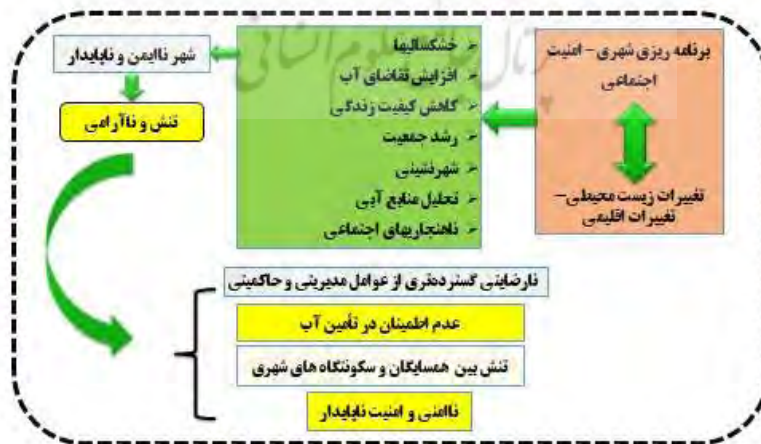 برنامه ریزی شهری – امنیت
اجتماعی
تغییرات زیست محیطی–
تغییرات اقلیمی
خشکسالیها
افزایش تقاضای آب
کاهش کیفیت زندگی
رشد جمعیت
شهرنشینی
تحلیل منابع آبی
ناهنجاریهای اجتماعی
شهر ناایمن و ناپایدار
تنش و ناآرامی
نارضایتی گسترده‌تری از عوامل مدیریتی و حاکمیتی
عدم اطمینان در تأمین آب
تنش بین همسایگان و سکونتگاه های شهری
ناامنی و امنیت ناپایدار